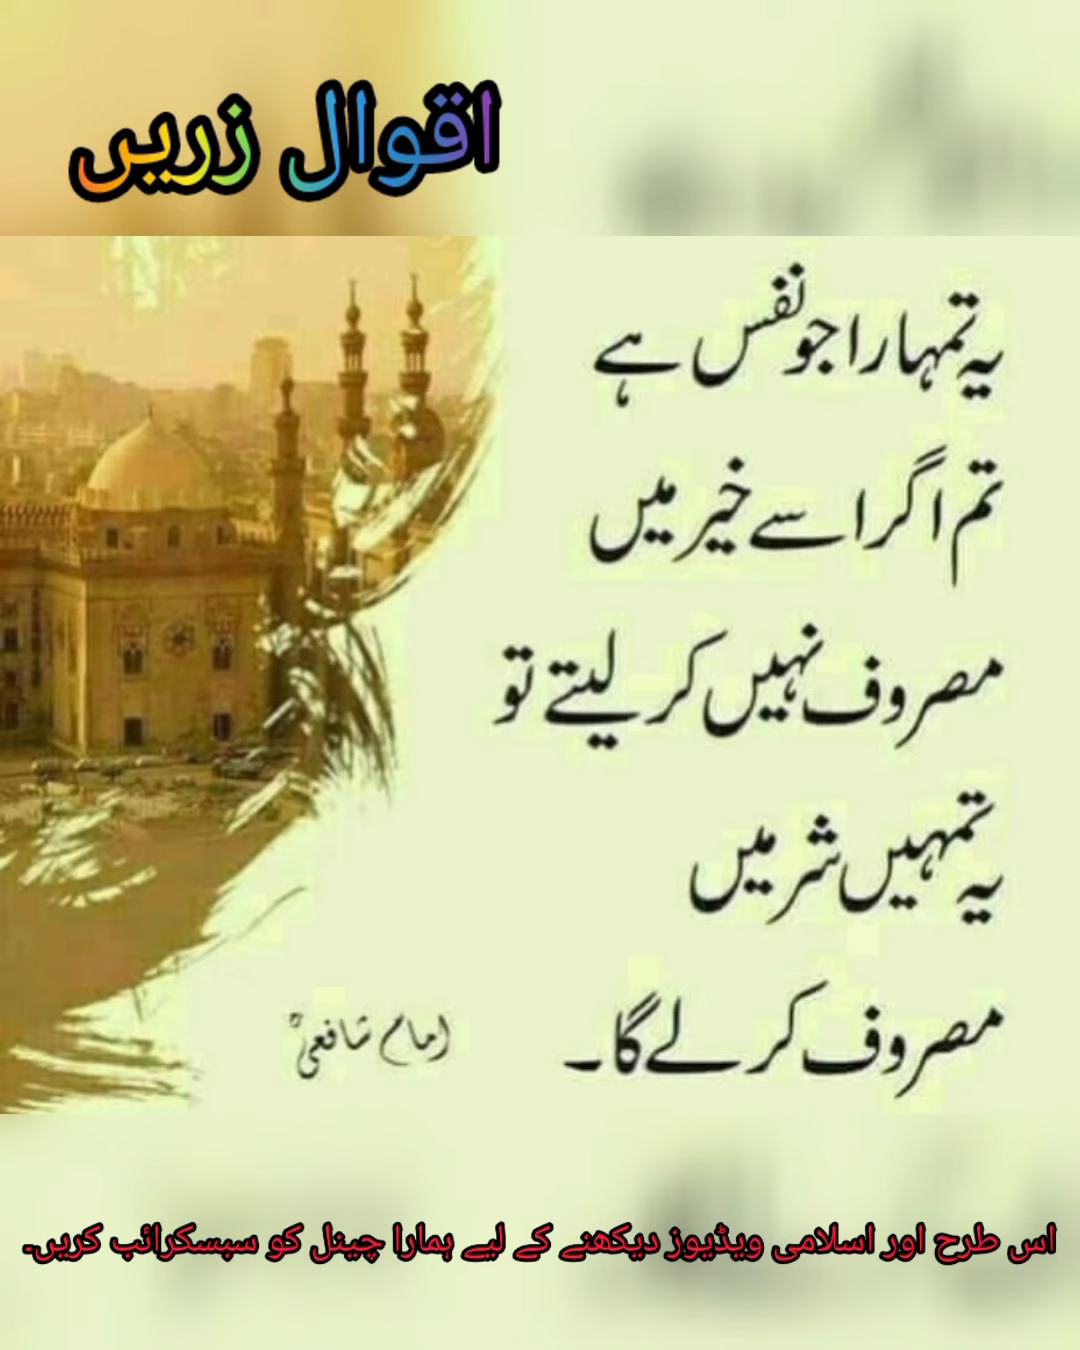 اقوال زریں
یہ تمہارا جو نفس ہے
تم اگر اسے خیر میں
مصروف نہیں کر لیتے تو
یہ تمہیں شر میں
مصروف کر لے گا۔
امام شافعیؒ
اس طرح اور اسلامی ویڈیوز دیکھنے کے لیے ہمارا چینل کو سبسکرائب کریں۔